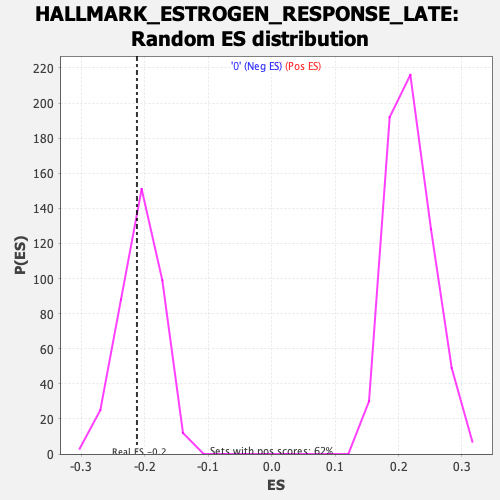 HALLMARK_ESTROGEN_RESPONSE_LATE:
Random ES distribution
'0' (Neg ES) (Pos ES)
220
200
180
160
140
120
100
80
60
40
20
0
P(ES)
Real ES -0.2
Sets with pos scores: 62%
-0.3 -0.2 -0.1 0.0 0.1 0.2 0.3
ES